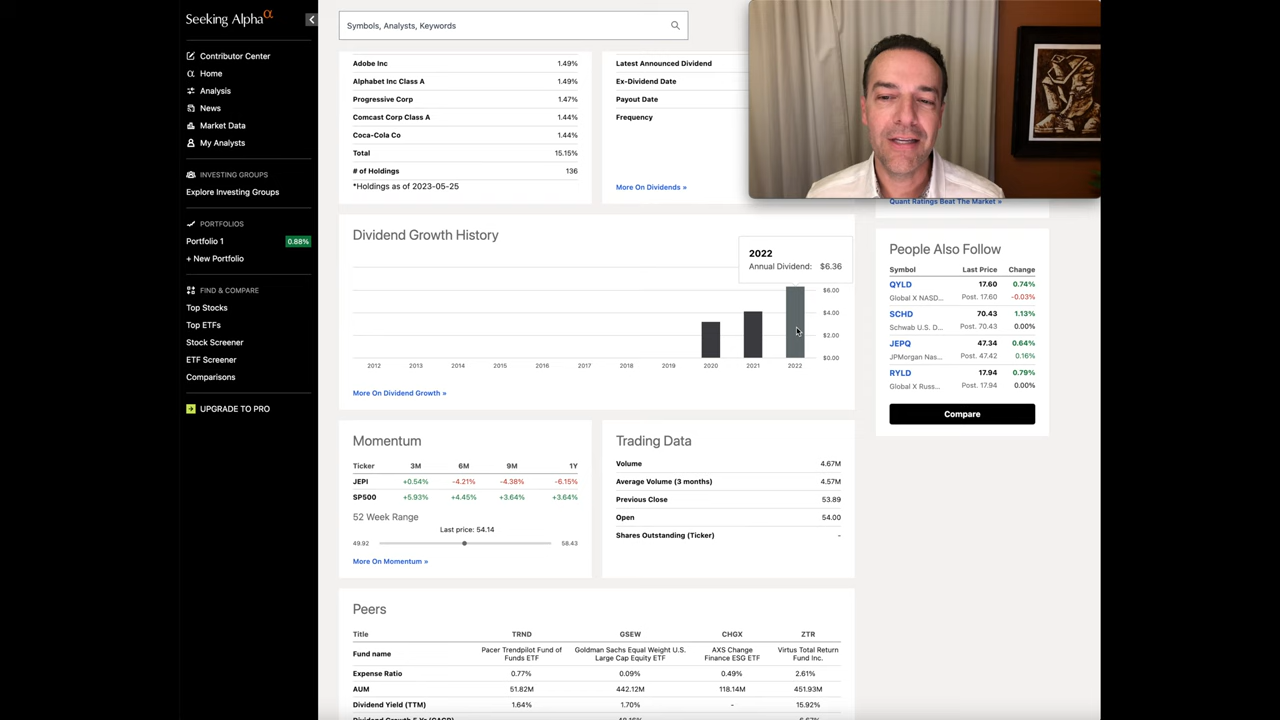 Seeking Alpha α
Symbols, Analysts, Keywords
Contributor Center
Home
Analysis
News
Market Data
My Analysts
INVESTING GROUPS
Explore Investing Groups
PORTFOLIOS
Portfolio 1 0.88%
+ New Portfolio
FIND & COMPARE
Top Stocks
Top ETFs
Stock Screener
ETF Screener
Comparisons
UPGRADE TO PRO
Adobe Inc 1.49%
Alphabet Inc Class A 1.49%
Progressive Corp 1.47%
Comcast Corp Class A 1.44%
Coca-Cola Co 1.44%
Total 15.15%
# of Holdings 136
*Holdings as of 2023-05-25
Latest Announced Dividend
Ex-Dividend Date
Payout Date
Frequency
More On Dividends »
Quant Ratings Beat The Market »
Dividend Growth History
2022
Annual Dividend: $6.36
$6.00
$4.00
$2.00
$0.00
2012 2013 2014 2015 2016 2017 2018 2019 2020 2021 2022
More On Dividend Growth »
People Also Follow
Symbol Last Price Change
QYLD 17.60 0.74%
Global X NASD... Post. 17.60 -0.03%
SCHD 70.43 1.13%
Schwab U.S. D... Post. 70.43 0.00%
JEPQ 47.34 0.64%
JPMorgan Nas... Post. 47.42 0.16%
RYLD 17.94 0.79%
Global X Russ... Post. 17.94 0.00%
Compare
Momentum
Ticker 3M 6M 9M 1Y
JEPI +0.54% -4.21% -4.38% -6.15%
SP500 +5.93% +4.45% +3.64% +3.64%
52 Week Range
Last price: 54.14
49.92 58.43
More On Momentum »
Trading Data
Volume 4.67M
Average Volume (3 months) 4.57M
Previous Close 53.89
Open 54.00
Shares Outstanding (Ticker) -
Peers
Title TRND GSEW CHGX ZTR
Fund name Pacer Trendpilot Fund of Funds ETF Goldman Sachs Equal Weight U.S. Large Cap Equity ETF AXS Change Finance ESG ETF Virtus Total Return Fund Inc.
Expense Ratio 0.77% 0.09% 0.49% 2.61%
AUM 51.82M 442.12M 118.14M 451.93M
Dividend Yield (TTM) 1.64% 1.70% - 15.92%